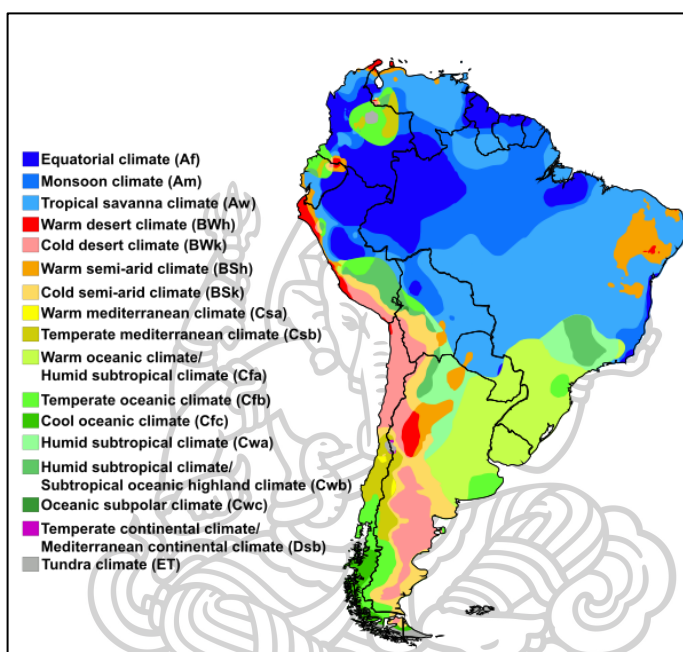 Equatorial climate (Af)
Monsoon climate (Am)
Tropical savanna climate (Aw)
Warm desert climate (BWh)
Cold desert climate (BWk)
Warm semi-arid climate (BSh)
Cold semi-arid climate (BSk)
Warm mediterranean climate (Csa)
Temperate mediterranean climate (Csb)
Warm oceanic climate/
Humid subtropical climate (Cfa)
Temperate oceanic climate (Cfb)
Cool oceanic climate (Cfc)
Humid subtropical climate (Cwa)
Humid subtropical climate/
Subtropical oceanic highland climate (Cwb)
Oceanic subpolar climate (Cwc)
Temperate continental climate/
Mediterranean continental climate (Dsb)
Tundra climate (ET)